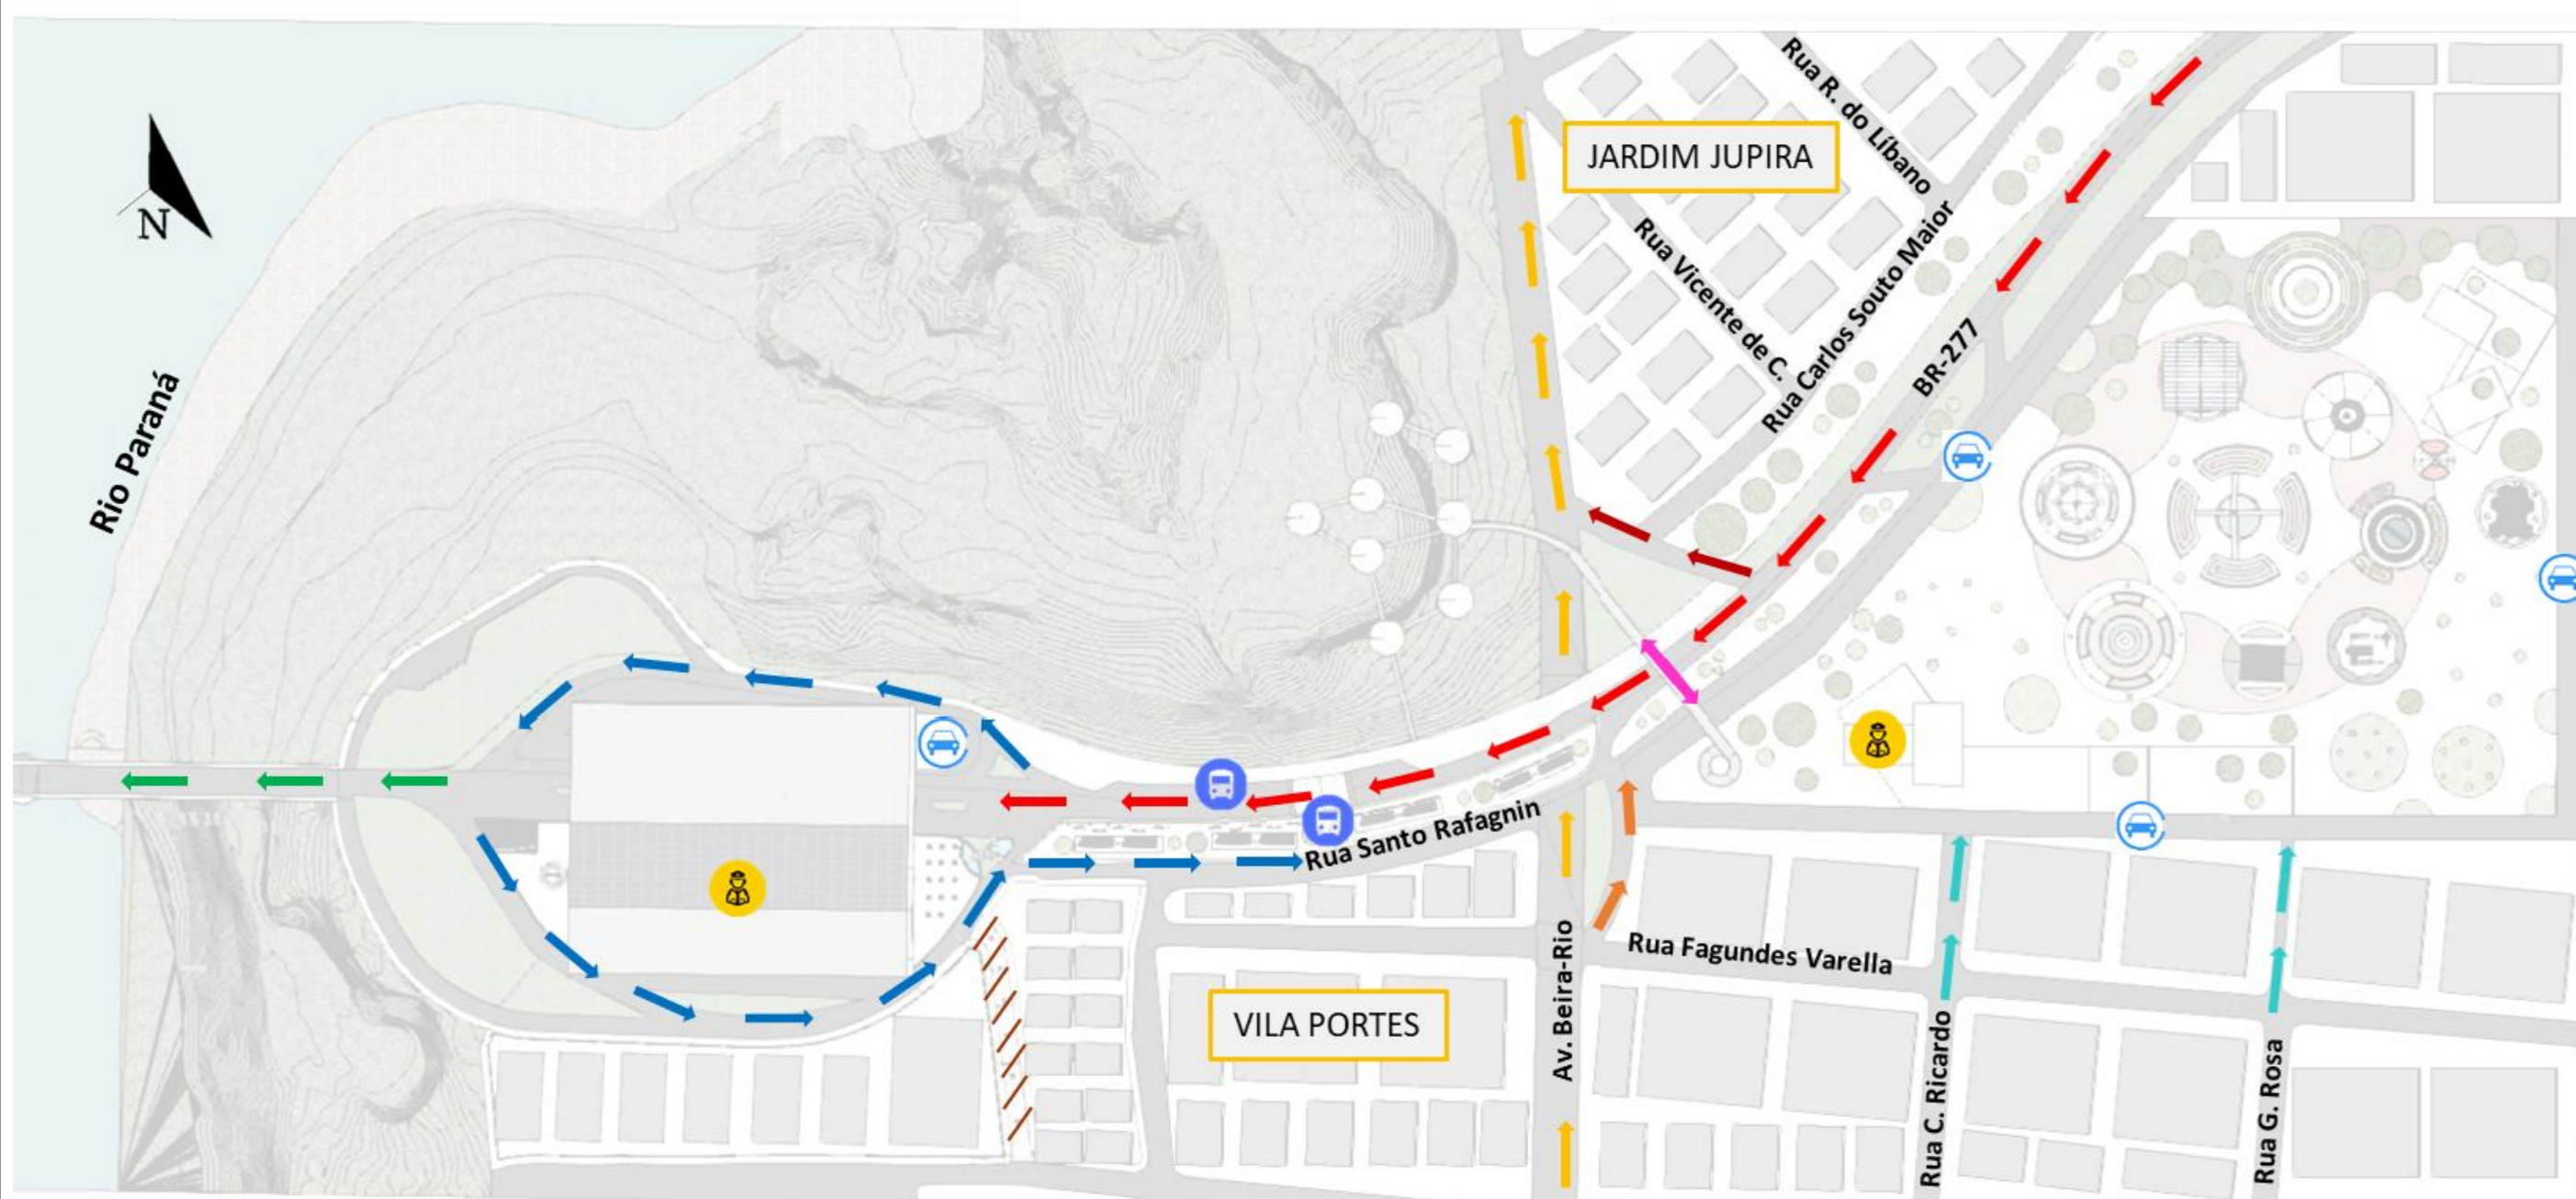 Rua R. do Líbano
JARDIM JUPIRA
N
Rua Vicente de C.
Rua Carlos Souto Maior
BR-277
Rio Paraná
Rua Santo Rafagnin
Rua Fagundes Varella
Av. Beira-Rio
VILA PORTES
Rua C. Ricardo
Rua G. Rosa